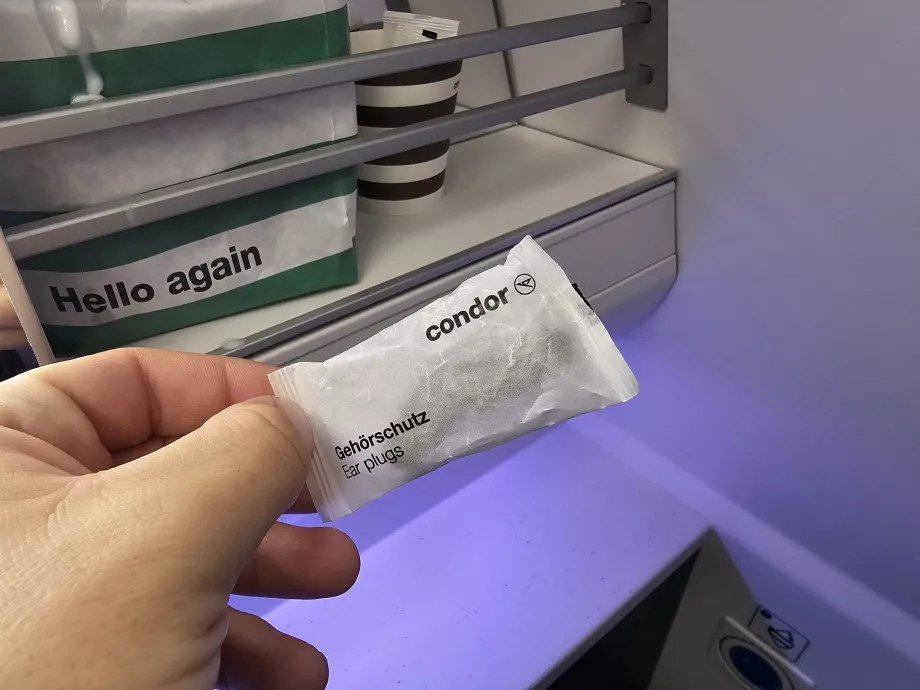 Hello again
condor
Gehörschutz
Ear plugs